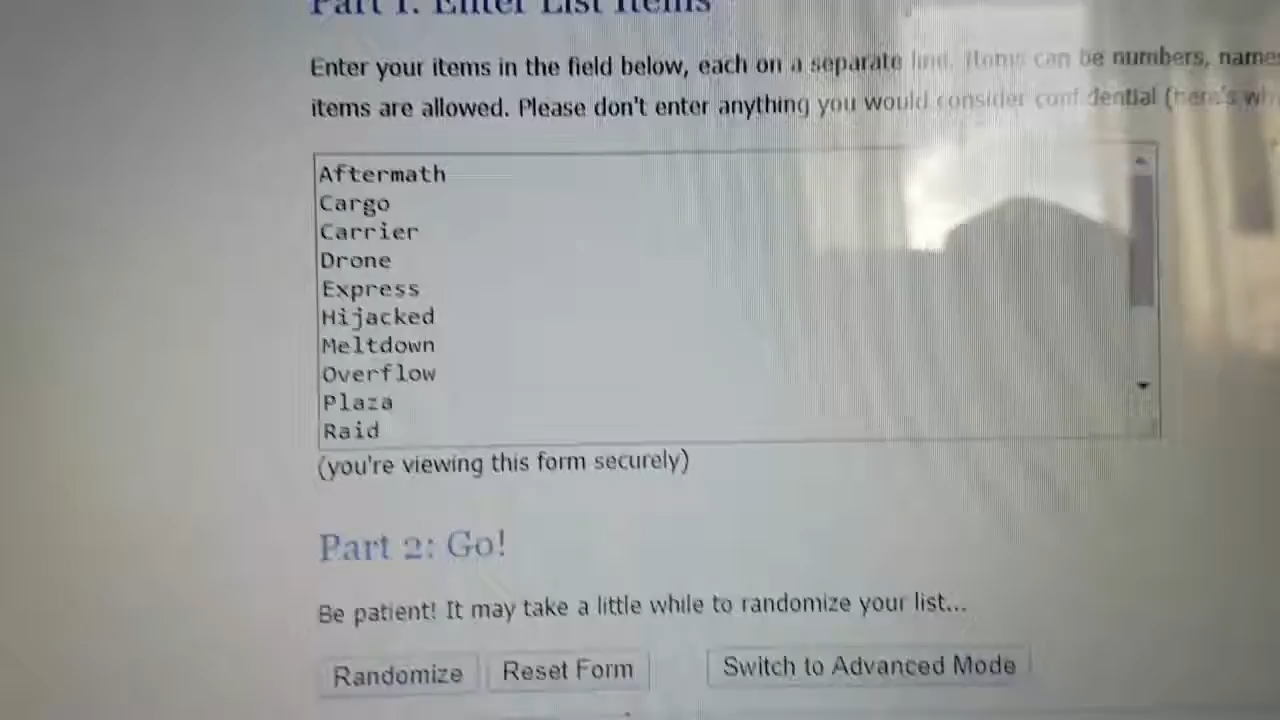 Part 1: Enter List Items
Enter your items in the field below, each on a separate line. Items can be numbers, names
items are allowed. Please don't enter anything you would consider confidential (here's wh
Aftermath
Cargo
Carrier
Drone
Express
Hijacked
Meltdown
Overflow
Plaza
Raid
(you're viewing this form securely)
Part 2: Go!
Be patient! It may take a little while to randomize your list...
Randomize
Reset Form
Switch to Advanced Mode